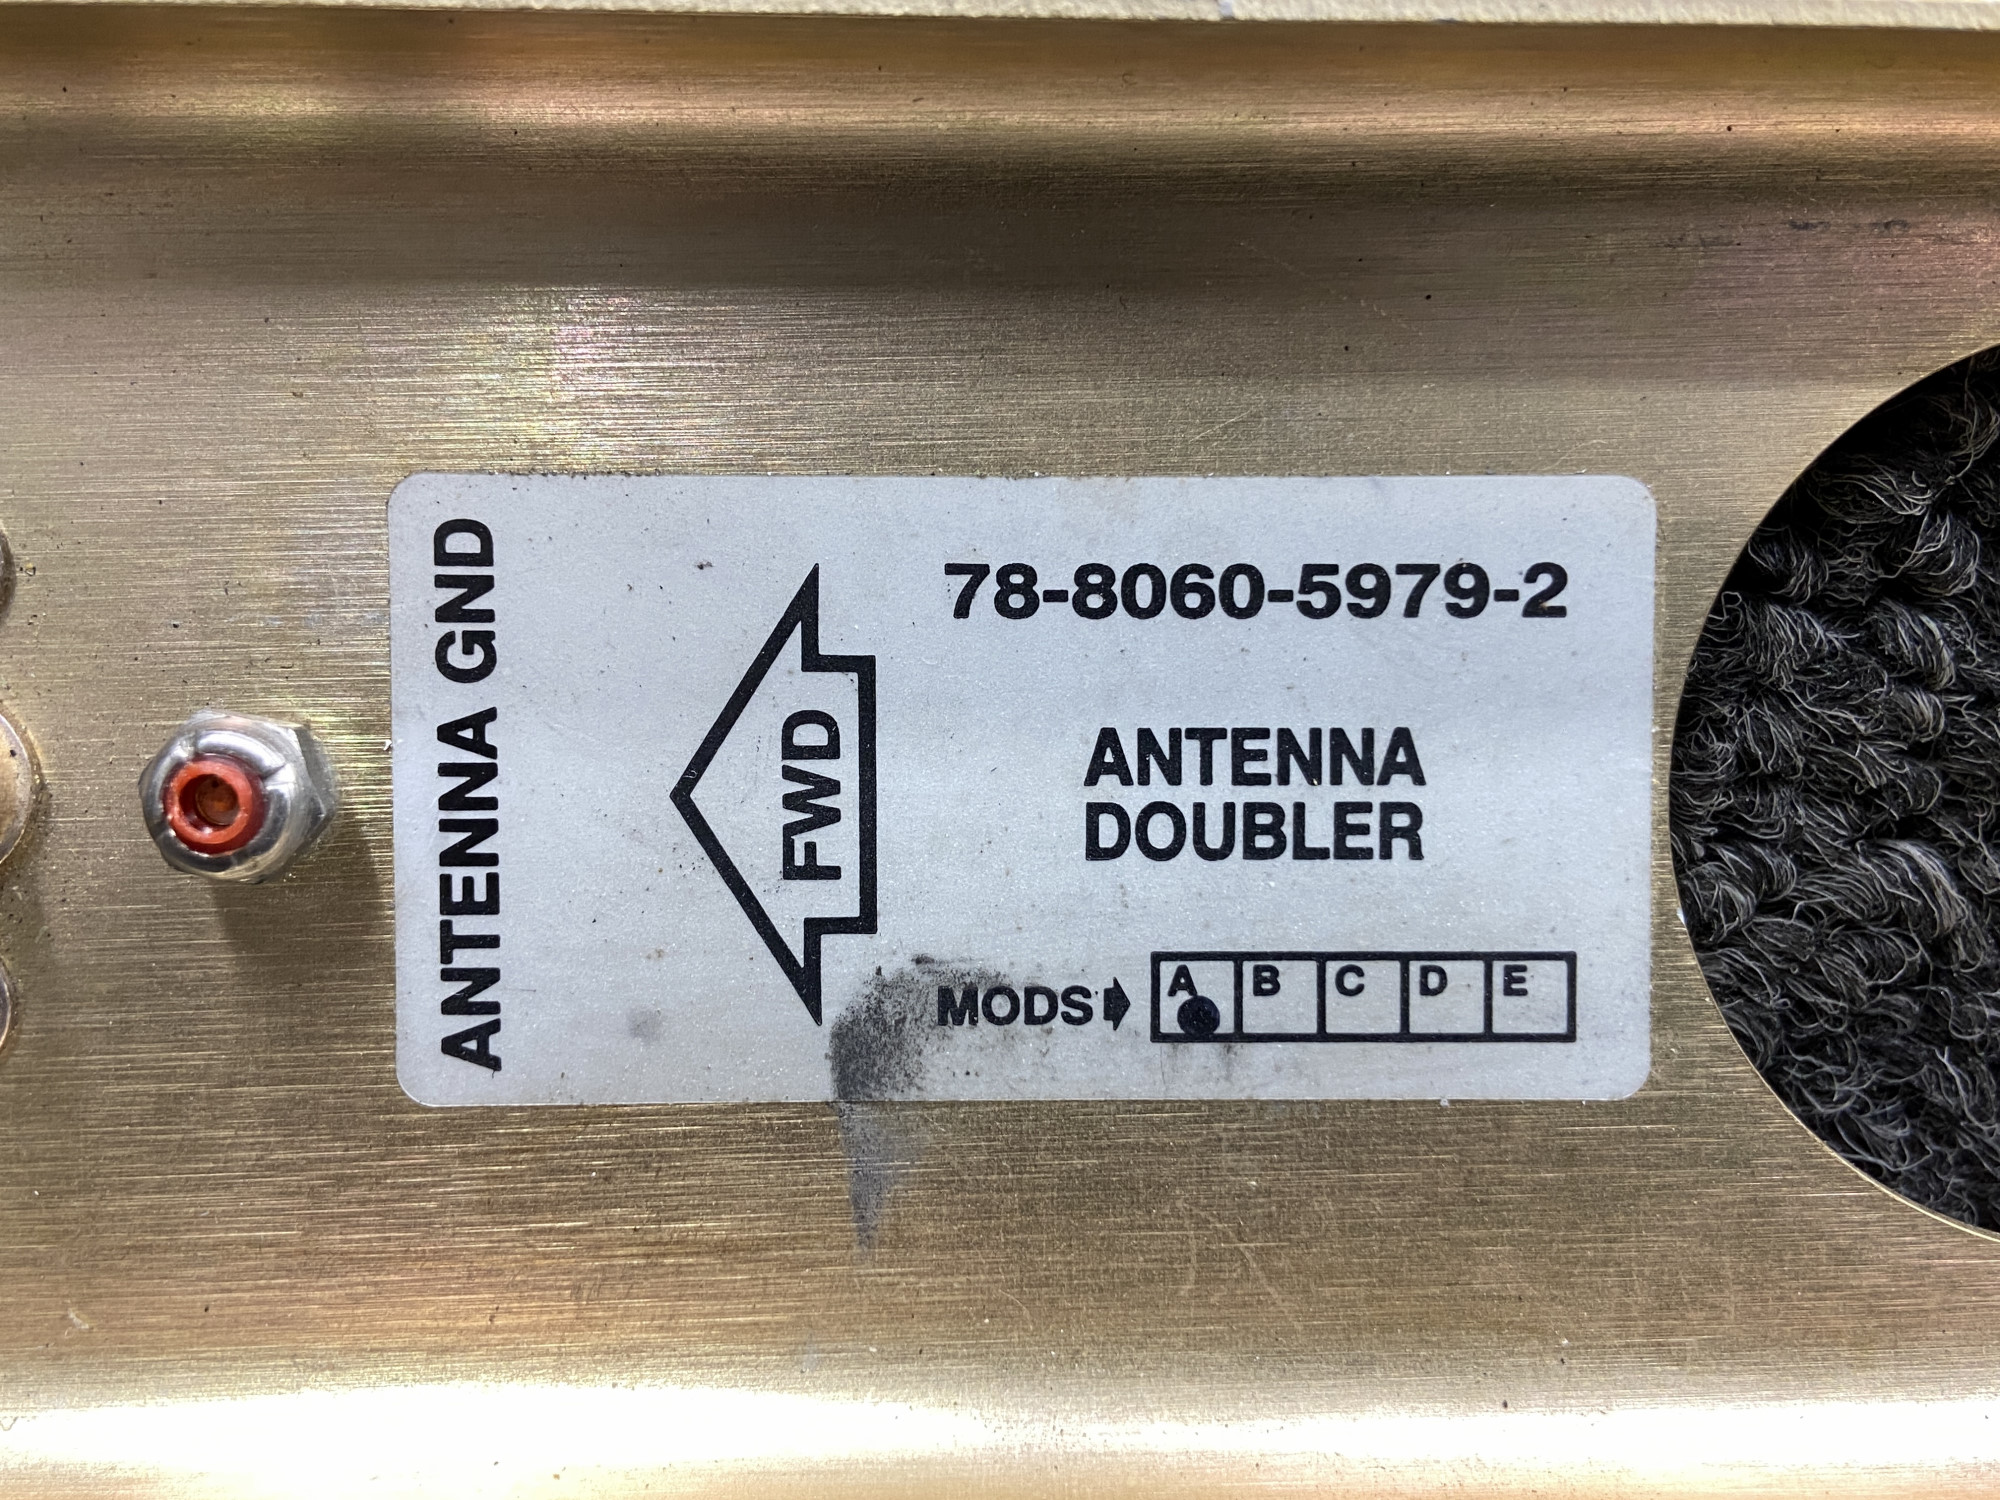 ANTENNA GND
FWD
78-8060-5979-2
ANTENNA
DOUBLER
MODS A B C D E